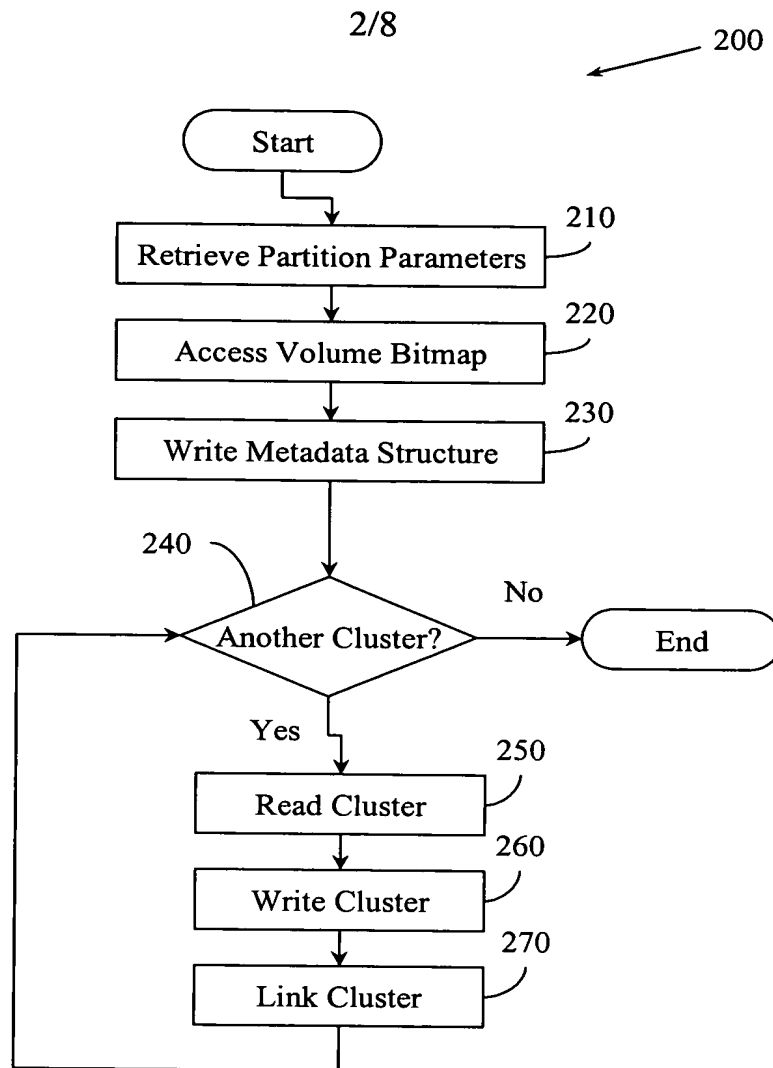 2/8
200
Start
210
Retrieve Partition Parameters
220
Access Volume Bitmap
230
Write Metadata Structure
240
No
Another Cluster?
End
Yes
250
Read Cluster
260
Write Cluster
270
Link Cluster